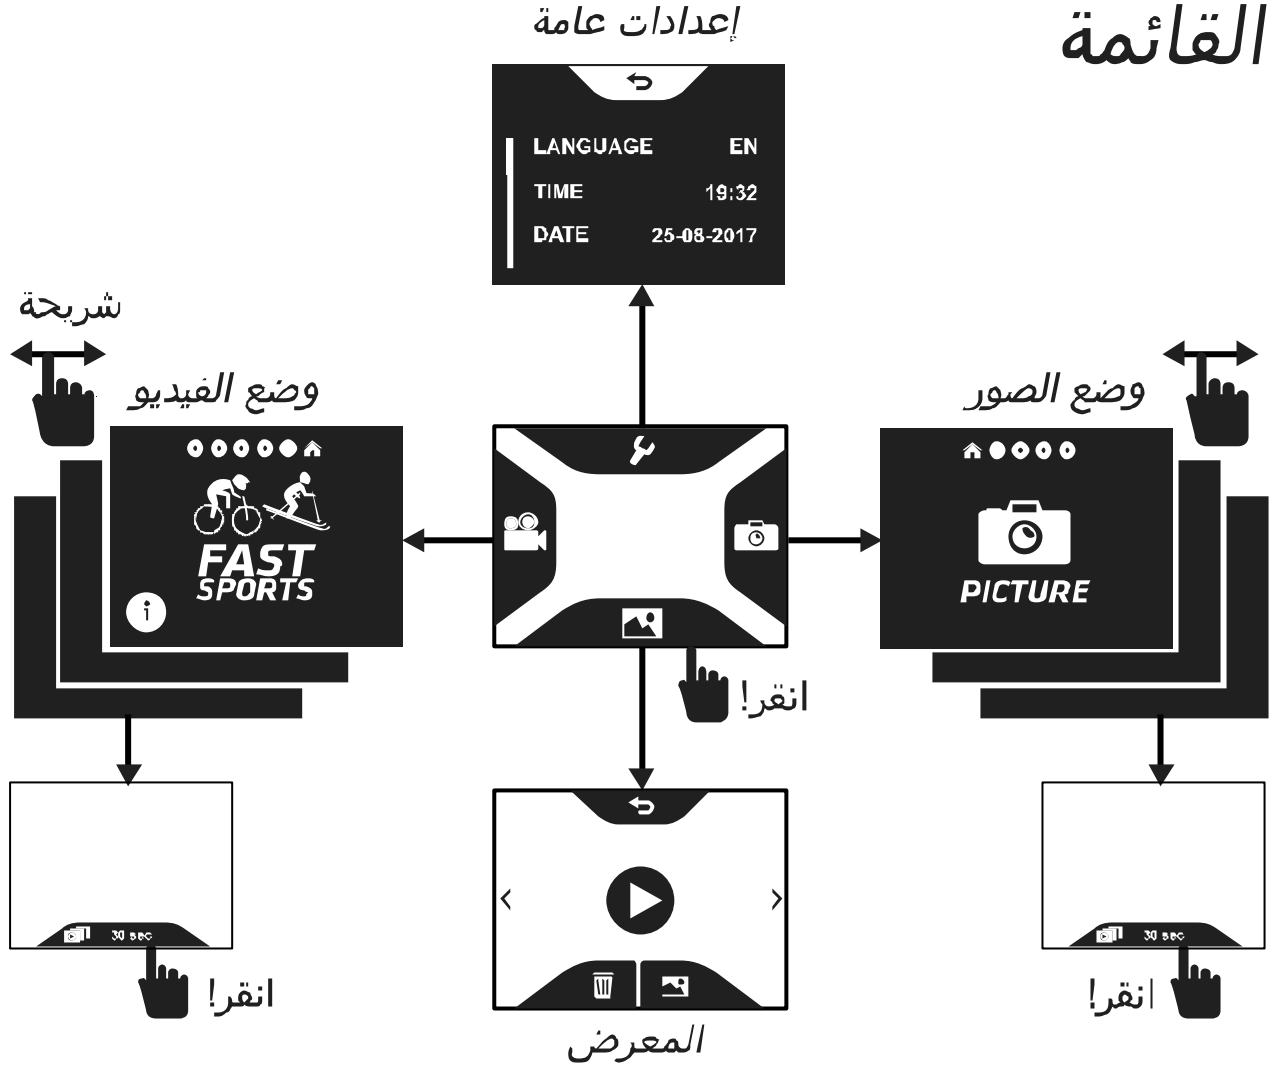 القائمة
إعدادات عامة
LANGUAGE EN
TIME 19:32
DATE 25-08-2017
شريحة
وضع الفيديو
وضع الصور
FAST
SPORTS
i
PICTURE
انقر!
30 sec
انقر!
30 sec
انقر!
المعرض